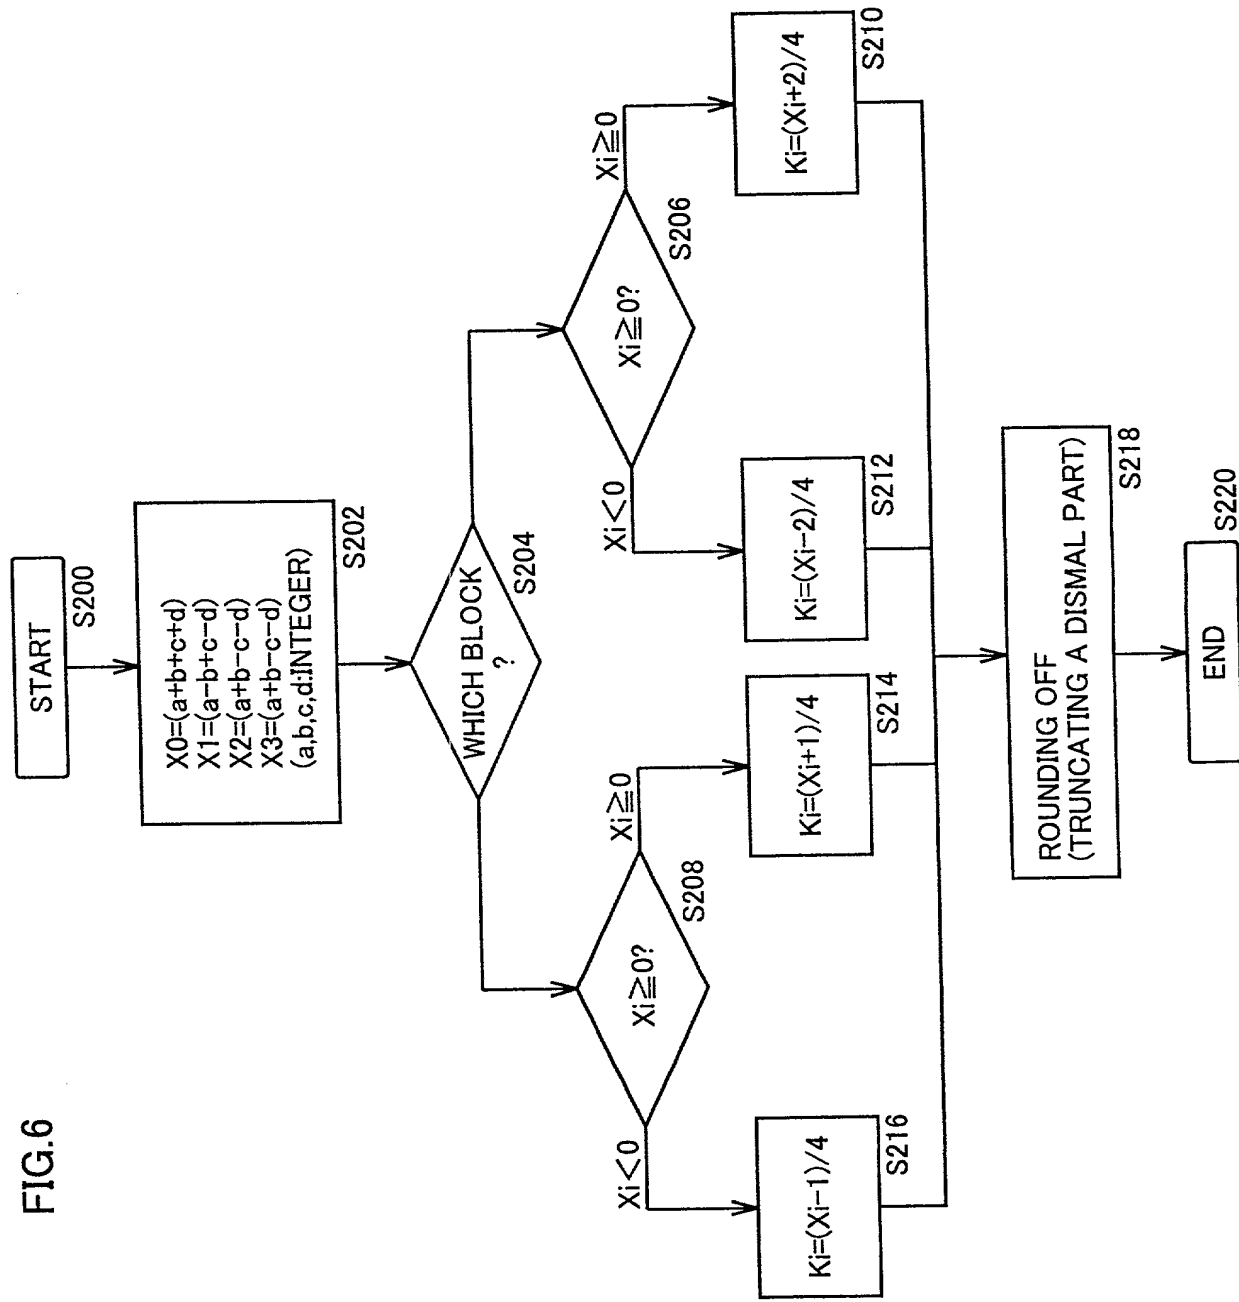 FIG.6
START
S200
X0=(a+b+c+d)
X1=(a-b+c-d)
X2=(a+b-c-d)
X3=(a+b-c-d)
(a,b,c,d:INTEGER)
S202
WHICH BLOCK
?
S204
Xi≧0?
S208
Xi≧0?
S206
Xi<0
Xi≧0
Xi<0
Xi≧0
Ki=(Xi-1)/4
S216
Ki=(Xi+1)/4
S214
Ki=(Xi-2)/4
S212
Ki=(Xi+2)/4
S210
ROUNDING OFF
(TRUNCATING A DISMAL PART)
S218
END
S220